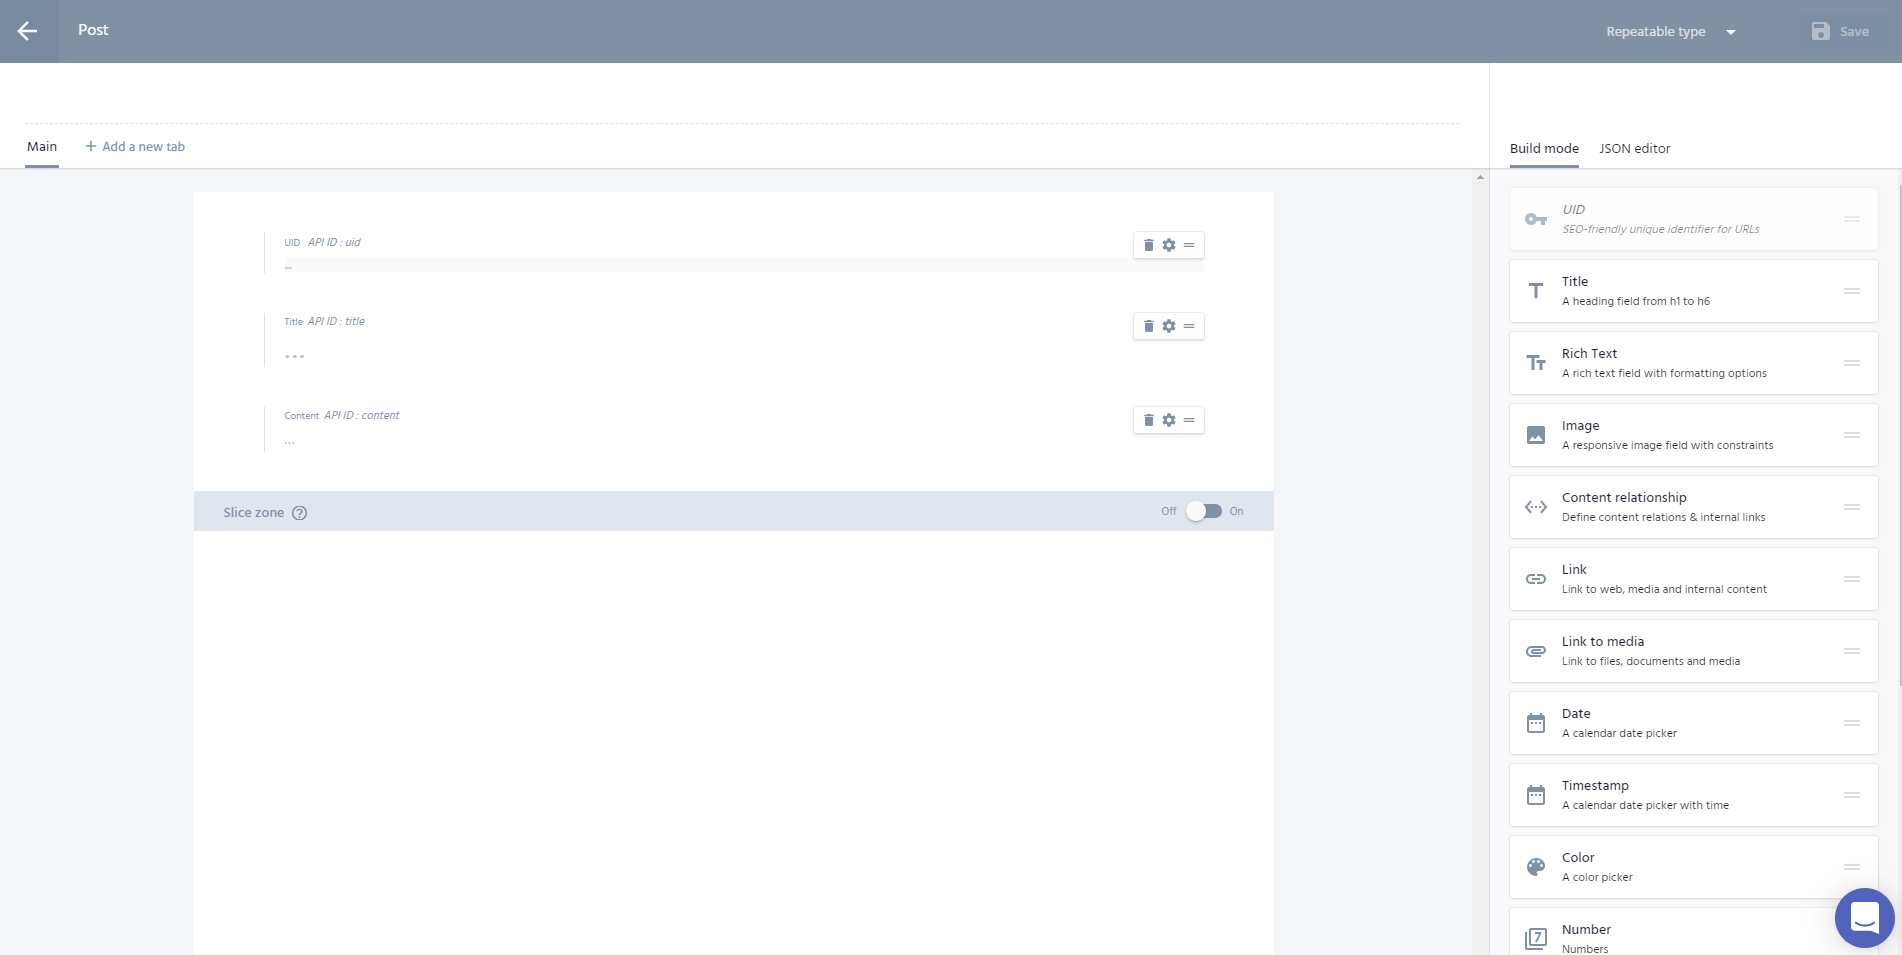 Post
Repeatable type
Save
Main
Add a new tab
Build mode
JSON editor
UID API ID : uid
...
Title API ID : title
...
Content API ID : content
...
Slice zone
Off
On
UID
SEO-friendly unique identifier for URLs
Title
A heading field from h1 to h6
Rich Text
A rich text field with formatting options
Image
A responsive image field with constraints
Content relationship
Define content relations & internal links
Link
Link to web, media and internal content
Link to media
Link to files, documents and media
Date
A calendar date picker
Timestamp
A calendar date picker with time
Color
A color picker
7
Number
Numbers